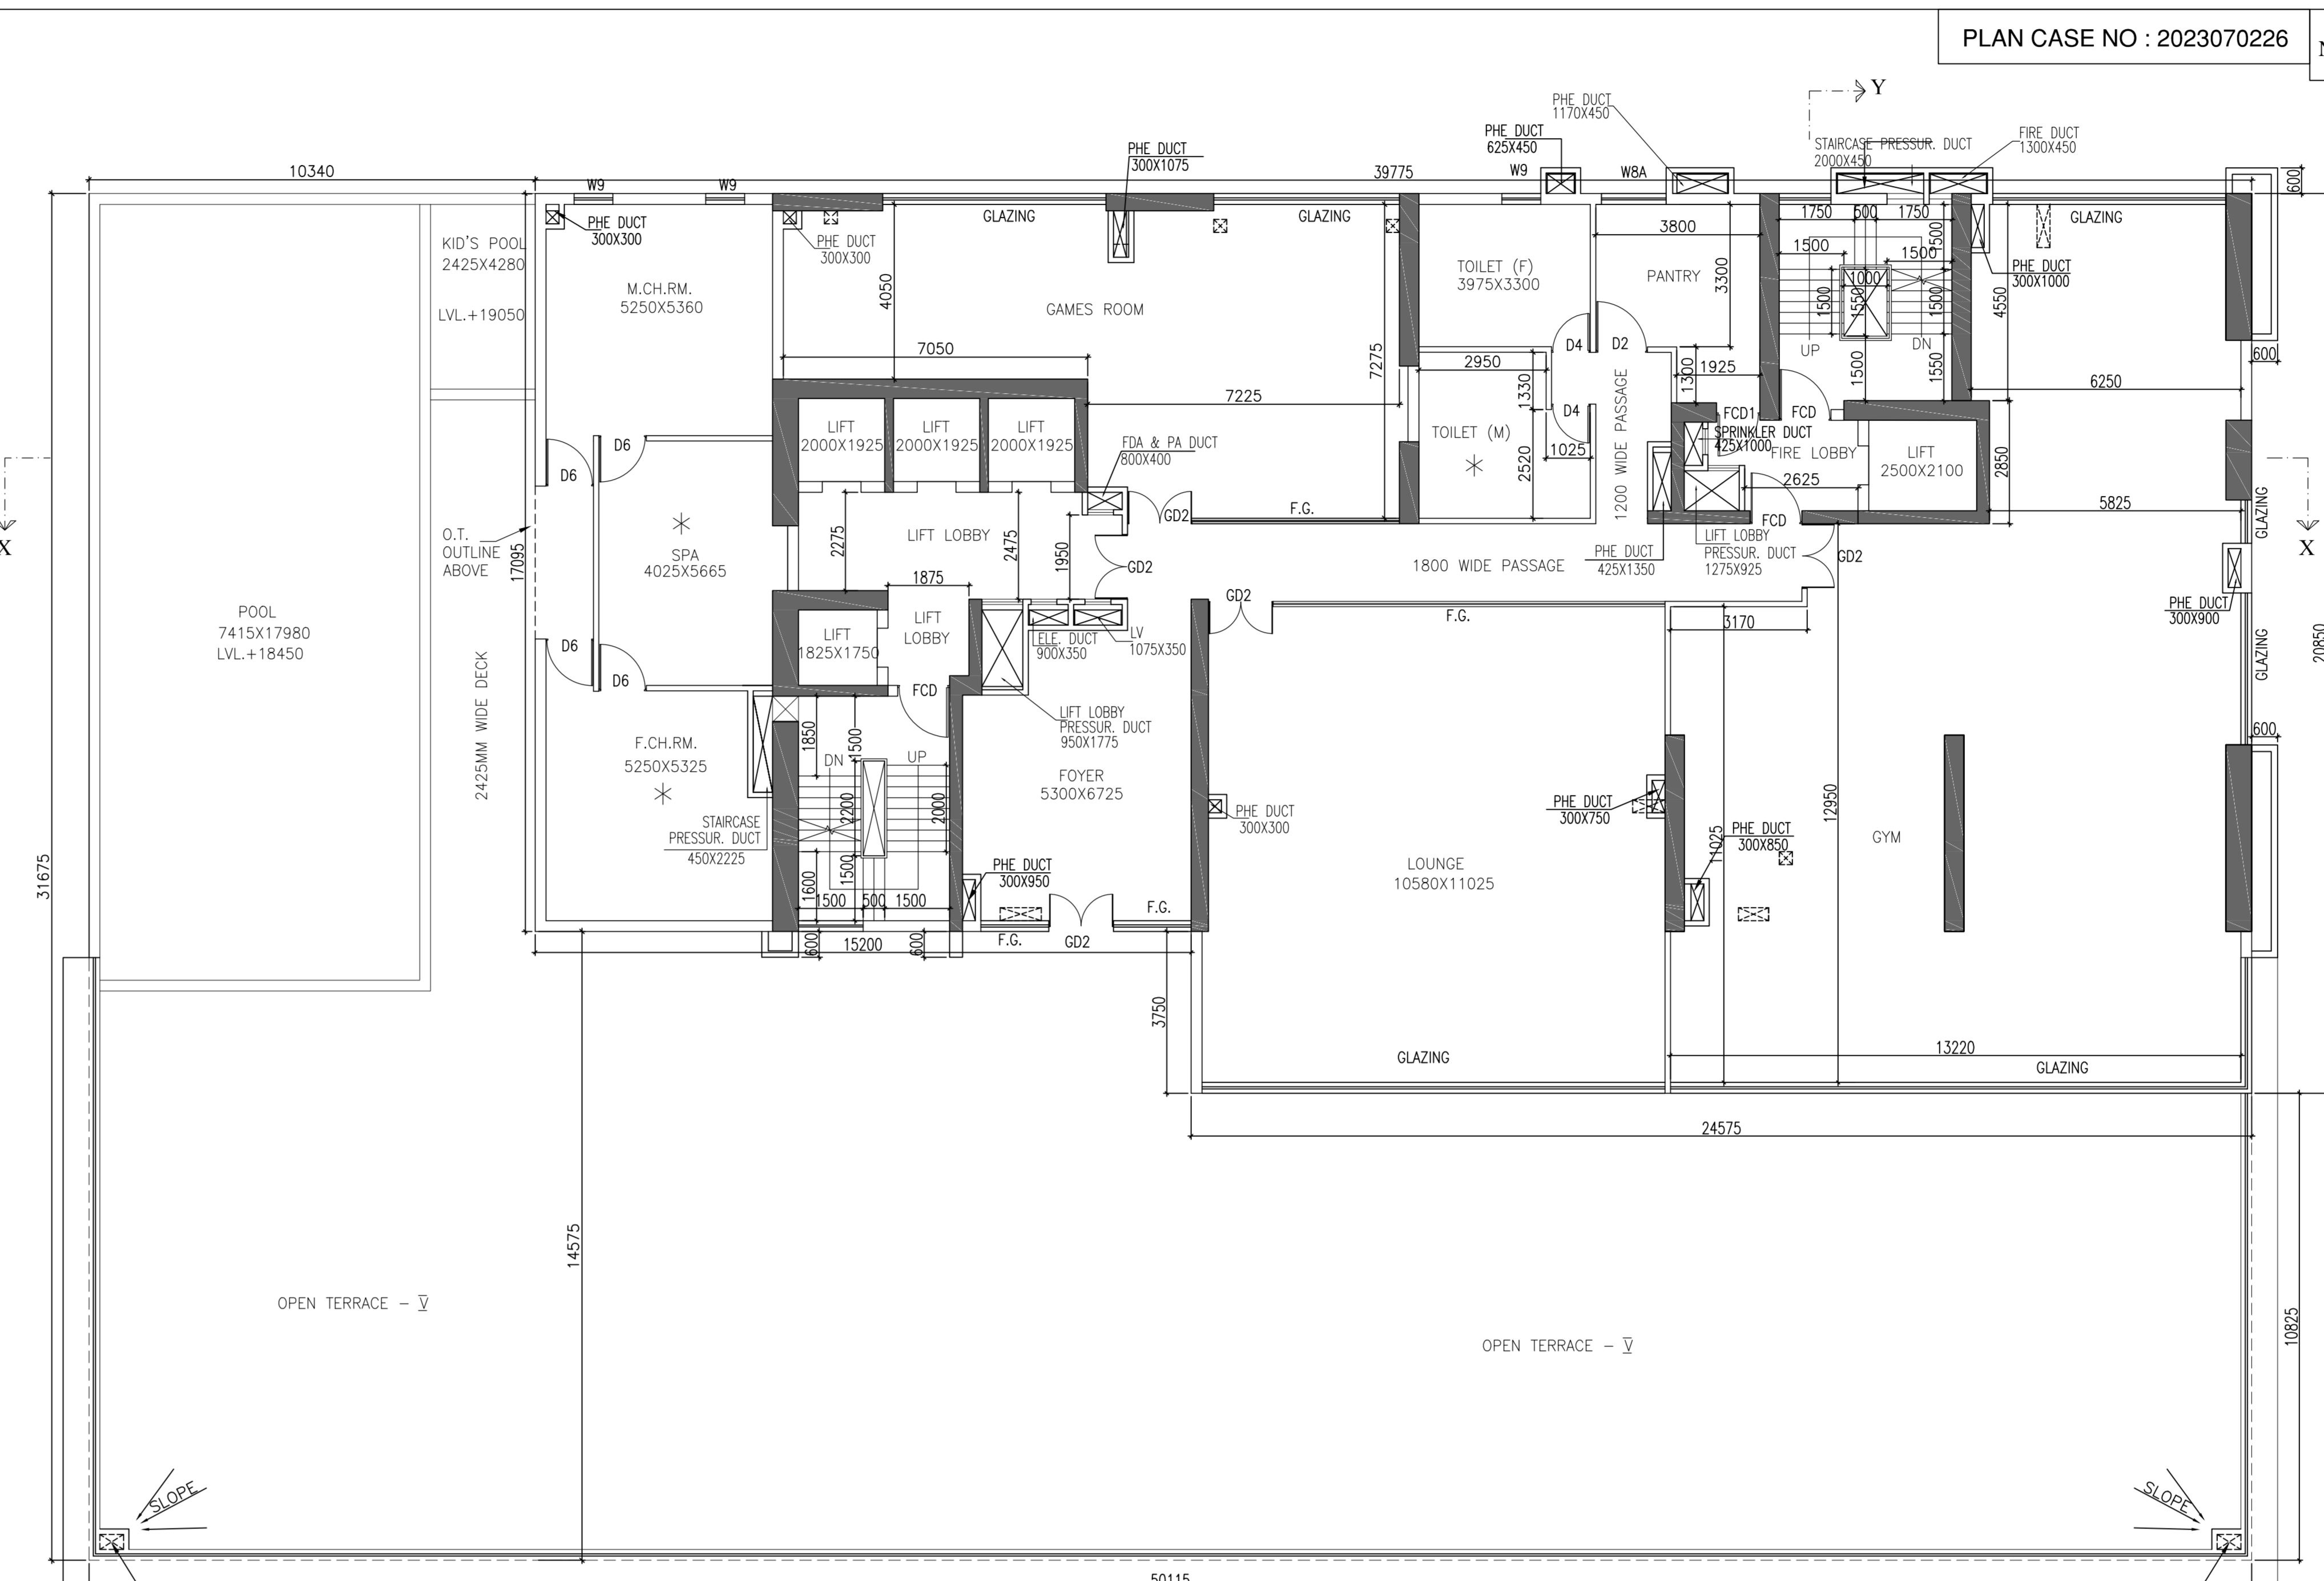 PLAN CASE NO : 2023070226
N
Y
PHE DUCT
1170X450
PHE DUCT
625X450
STAIRCASE PRESSUR. DUCT
2000X450
FIRE DUCT
1300X450
PHE DUCT
300X1075
10340
39775
W9
W9
W9
W8A
600
PHE DUCT
300X300
PHE DUCT
300X300
GLAZING
GLAZING
GLAZING
KID'S POOL
2425X4280
LVL.+19050
M.CH.RM.
5250X5360
4050
GAMES ROOM
7050
7275
7225
TOILET (F)
3975X3300
3800
PANTRY
3300
1750
500
1750
1500
1500
1500
1000
1500
1550
1500
UP
DN
1500
1550
4550
PHE DUCT
300X1000
600
6250
D4
D2
2950
1330
1300
1925
D4
1025
2520
TOILET (M)
1200 WIDE PASSAGE
FCD1
FCD
SPRINKLER DUCT
425X1000
FIRE LOBBY
2625
LIFT
2500X2100
2850
5825
GLAZING
X
X
D6
D6
LIFT
2000X1925
LIFT
2000X1925
LIFT
2000X1925
FDA & PA DUCT
800X400
GD2
F.G.
FCD
O.T.
OUTLINE
ABOVE
17095
SPA
4025X5665
2275
LIFT LOBBY
2475
1950
GD2
1800 WIDE PASSAGE
PHE DUCT
425X1350
LIFT LOBBY
PRESSUR. DUCT
1275X925
GD2
1875
GD2
F.G.
3170
PHE DUCT
300X900
GLAZING
20850
POOL
7415X17980
LVL.+18450
2425MM WIDE DECK
D6
D6
LIFT
1825X1750
LIFT
LOBBY
ELE. DUCT
900X350
LV
1075X350
FCD
LIFT LOBBY
PRESSUR. DUCT
950X1775
1850
1500
DN
UP
F.CH.RM.
5250X5325
STAIRCASE
PRESSUR. DUCT
450X2225
2200
2000
1600
1500
1500
500
1500
FOYER
5300X6725
PHE DUCT
300X950
F.G.
F.G.
GD2
600
15200
600
PHE DUCT
300X300
PHE DUCT
300X750
PHE DUCT
300X850
11025
12950
GYM
600
LOUNGE
10580X11025
31675
3750
GLAZING
13220
GLAZING
24575
14575
10825
OPEN TERRACE - V
OPEN TERRACE - V
SLOPE
SLOPE
50115